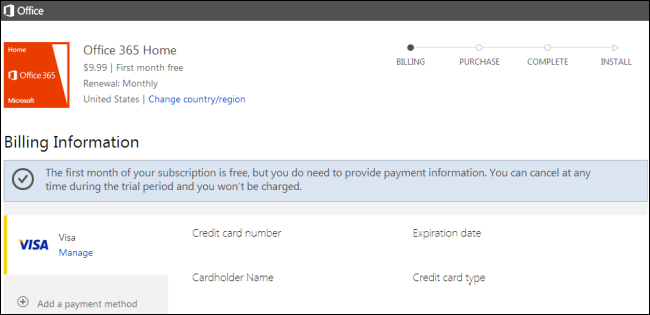 Office
Home
Office 365
Microsoft
Office 365 Home
$9.99 | First month free
Renewal: Monthly
United States | Change country/region
BILLING
PURCHASE
COMPLETE
INSTALL
Billing Information
The first month of your subscription is free, but you do need to provide payment information. You can cancel at any
time during the trial period and you won't be charged.
VISA
Visa
Manage
Add a payment method
Credit card number
Expiration date
Cardholder Name
Credit card type